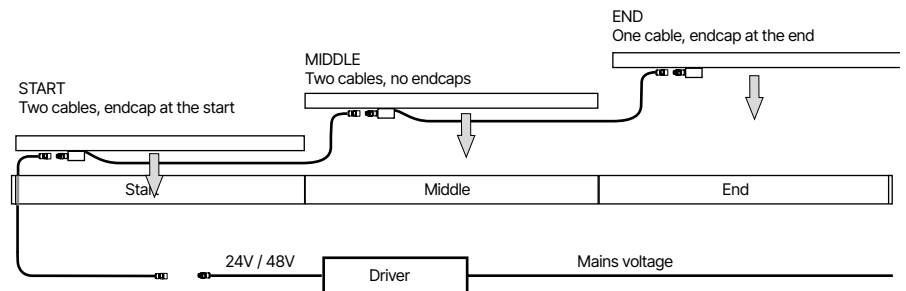 END
One cable, endcap at the end
MIDDLE
Two cables, no endcaps
START
Two cables, endcap at the start
Start
Middle
End
24V / 48V
Driver
Mains voltage